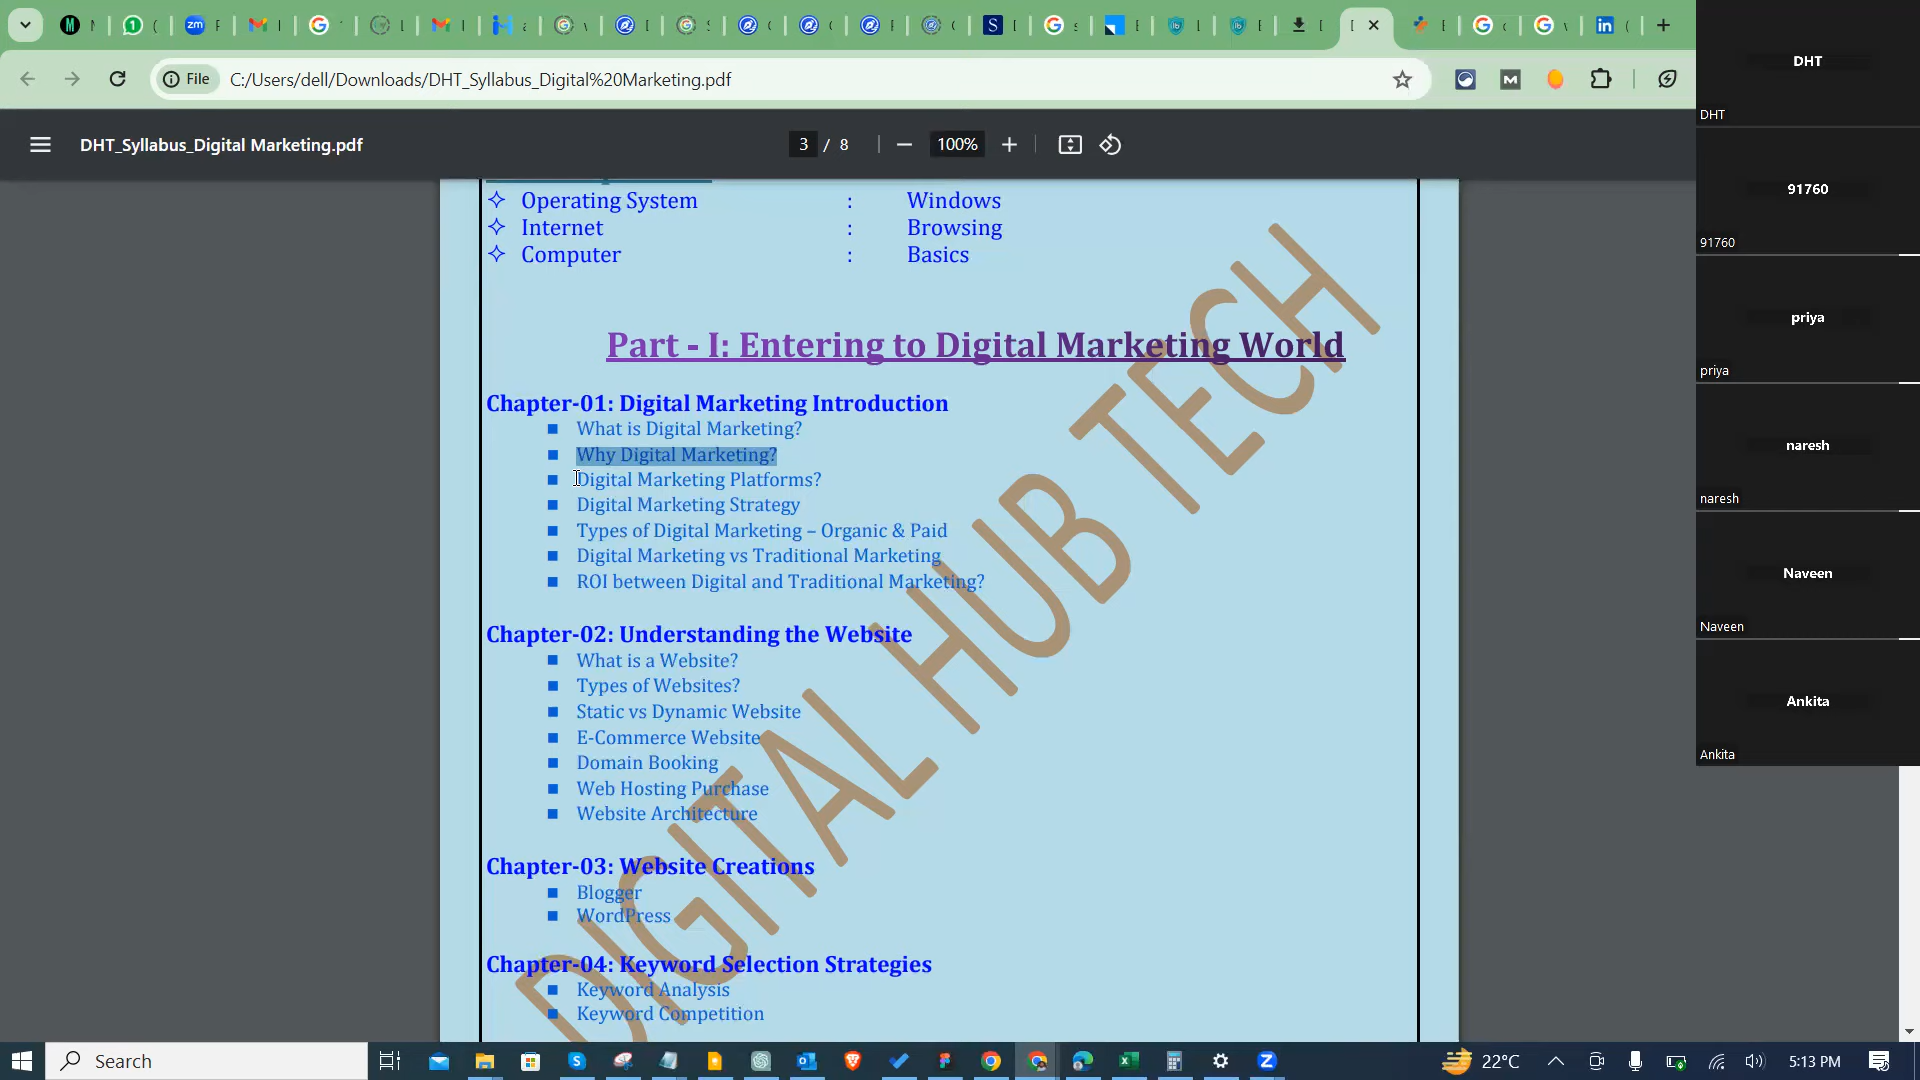 File
C:/Users/dell/Downloads/DHT_Syllabus_Digital%20Marketing.pdf
DHT_Syllabus_Digital Marketing.pdf
3 / 8
100%
Operating System : Windows
Internet : Browsing
Computer : Basics
Part - I: Entering to Digital Marketing World
Chapter-01: Digital Marketing Introduction
What is Digital Marketing?
Why Digital Marketing?
Digital Marketing Platforms?
Digital Marketing Strategy
Types of Digital Marketing – Organic & Paid
Digital Marketing vs Traditional Marketing
ROI between Digital and Traditional Marketing?
Chapter-02: Understanding the Website
What is a Website?
Types of Websites?
Static vs Dynamic Website
E-Commerce Website
Domain Booking
Web Hosting Purchase
Website Architecture
Chapter-03: Website Creations
Blogger
WordPress
Chapter-04: Keyword Selection Strategies
Keyword Analysis
Keyword Competition
DIGITAL HUB TECH
DHT
DHT
91760
91760
priya
priya
naresh
naresh
Naveen
Naveen
Ankita
Ankita
Search
22°C
5:13 PM